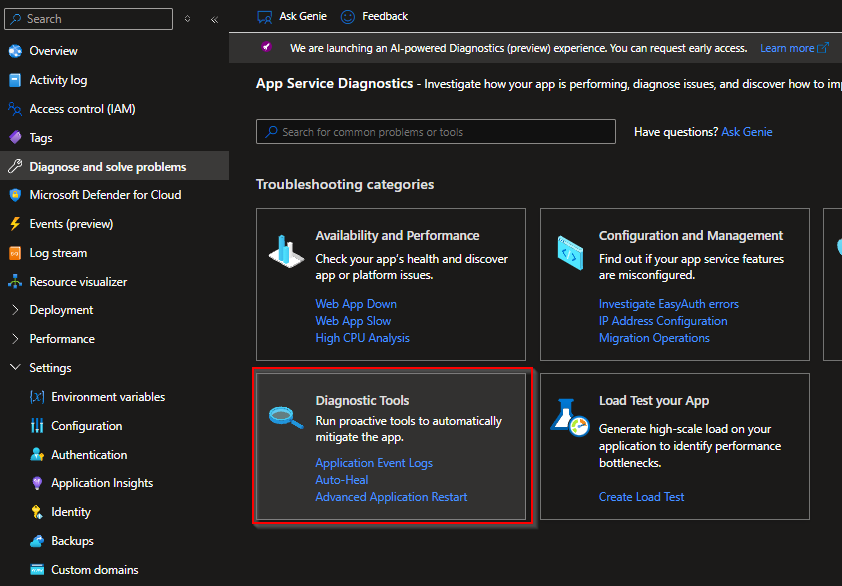 Search
Overview
Activity log
Access control (IAM)
Tags
Diagnose and solve problems
Microsoft Defender for Cloud
Events (preview)
Log stream
Resource visualizer
Deployment
Performance
Settings
Environment variables
Configuration
Authentication
Application Insights
Identity
Backups
Custom domains
Ask Genie Feedback
We are launching an AI-powered Diagnostics (preview) experience. You can request early access. Learn more
App Service Diagnostics - Investigate how your app is performing, diagnose issues, and discover how to
Search for common problems or tools
Have questions? Ask Genie
Troubleshooting categories
Availability and Performance
Check your app's health and discover
app or platform issues.
Web App Down
Web App Slow
High CPU Analysis
Configuration and Management
Find out if your app service features
are misconfigured.
Investigate EasyAuth errors
IP Address Configuration
Migration Operations
Diagnostic Tools
Run proactive tools to automatically
mitigate the app.
Application Event Logs
Auto-Heal
Advanced Application Restart
Load Test your App
Generate high-scale load on your
application to identify performance
bottlenecks.
Create Load Test